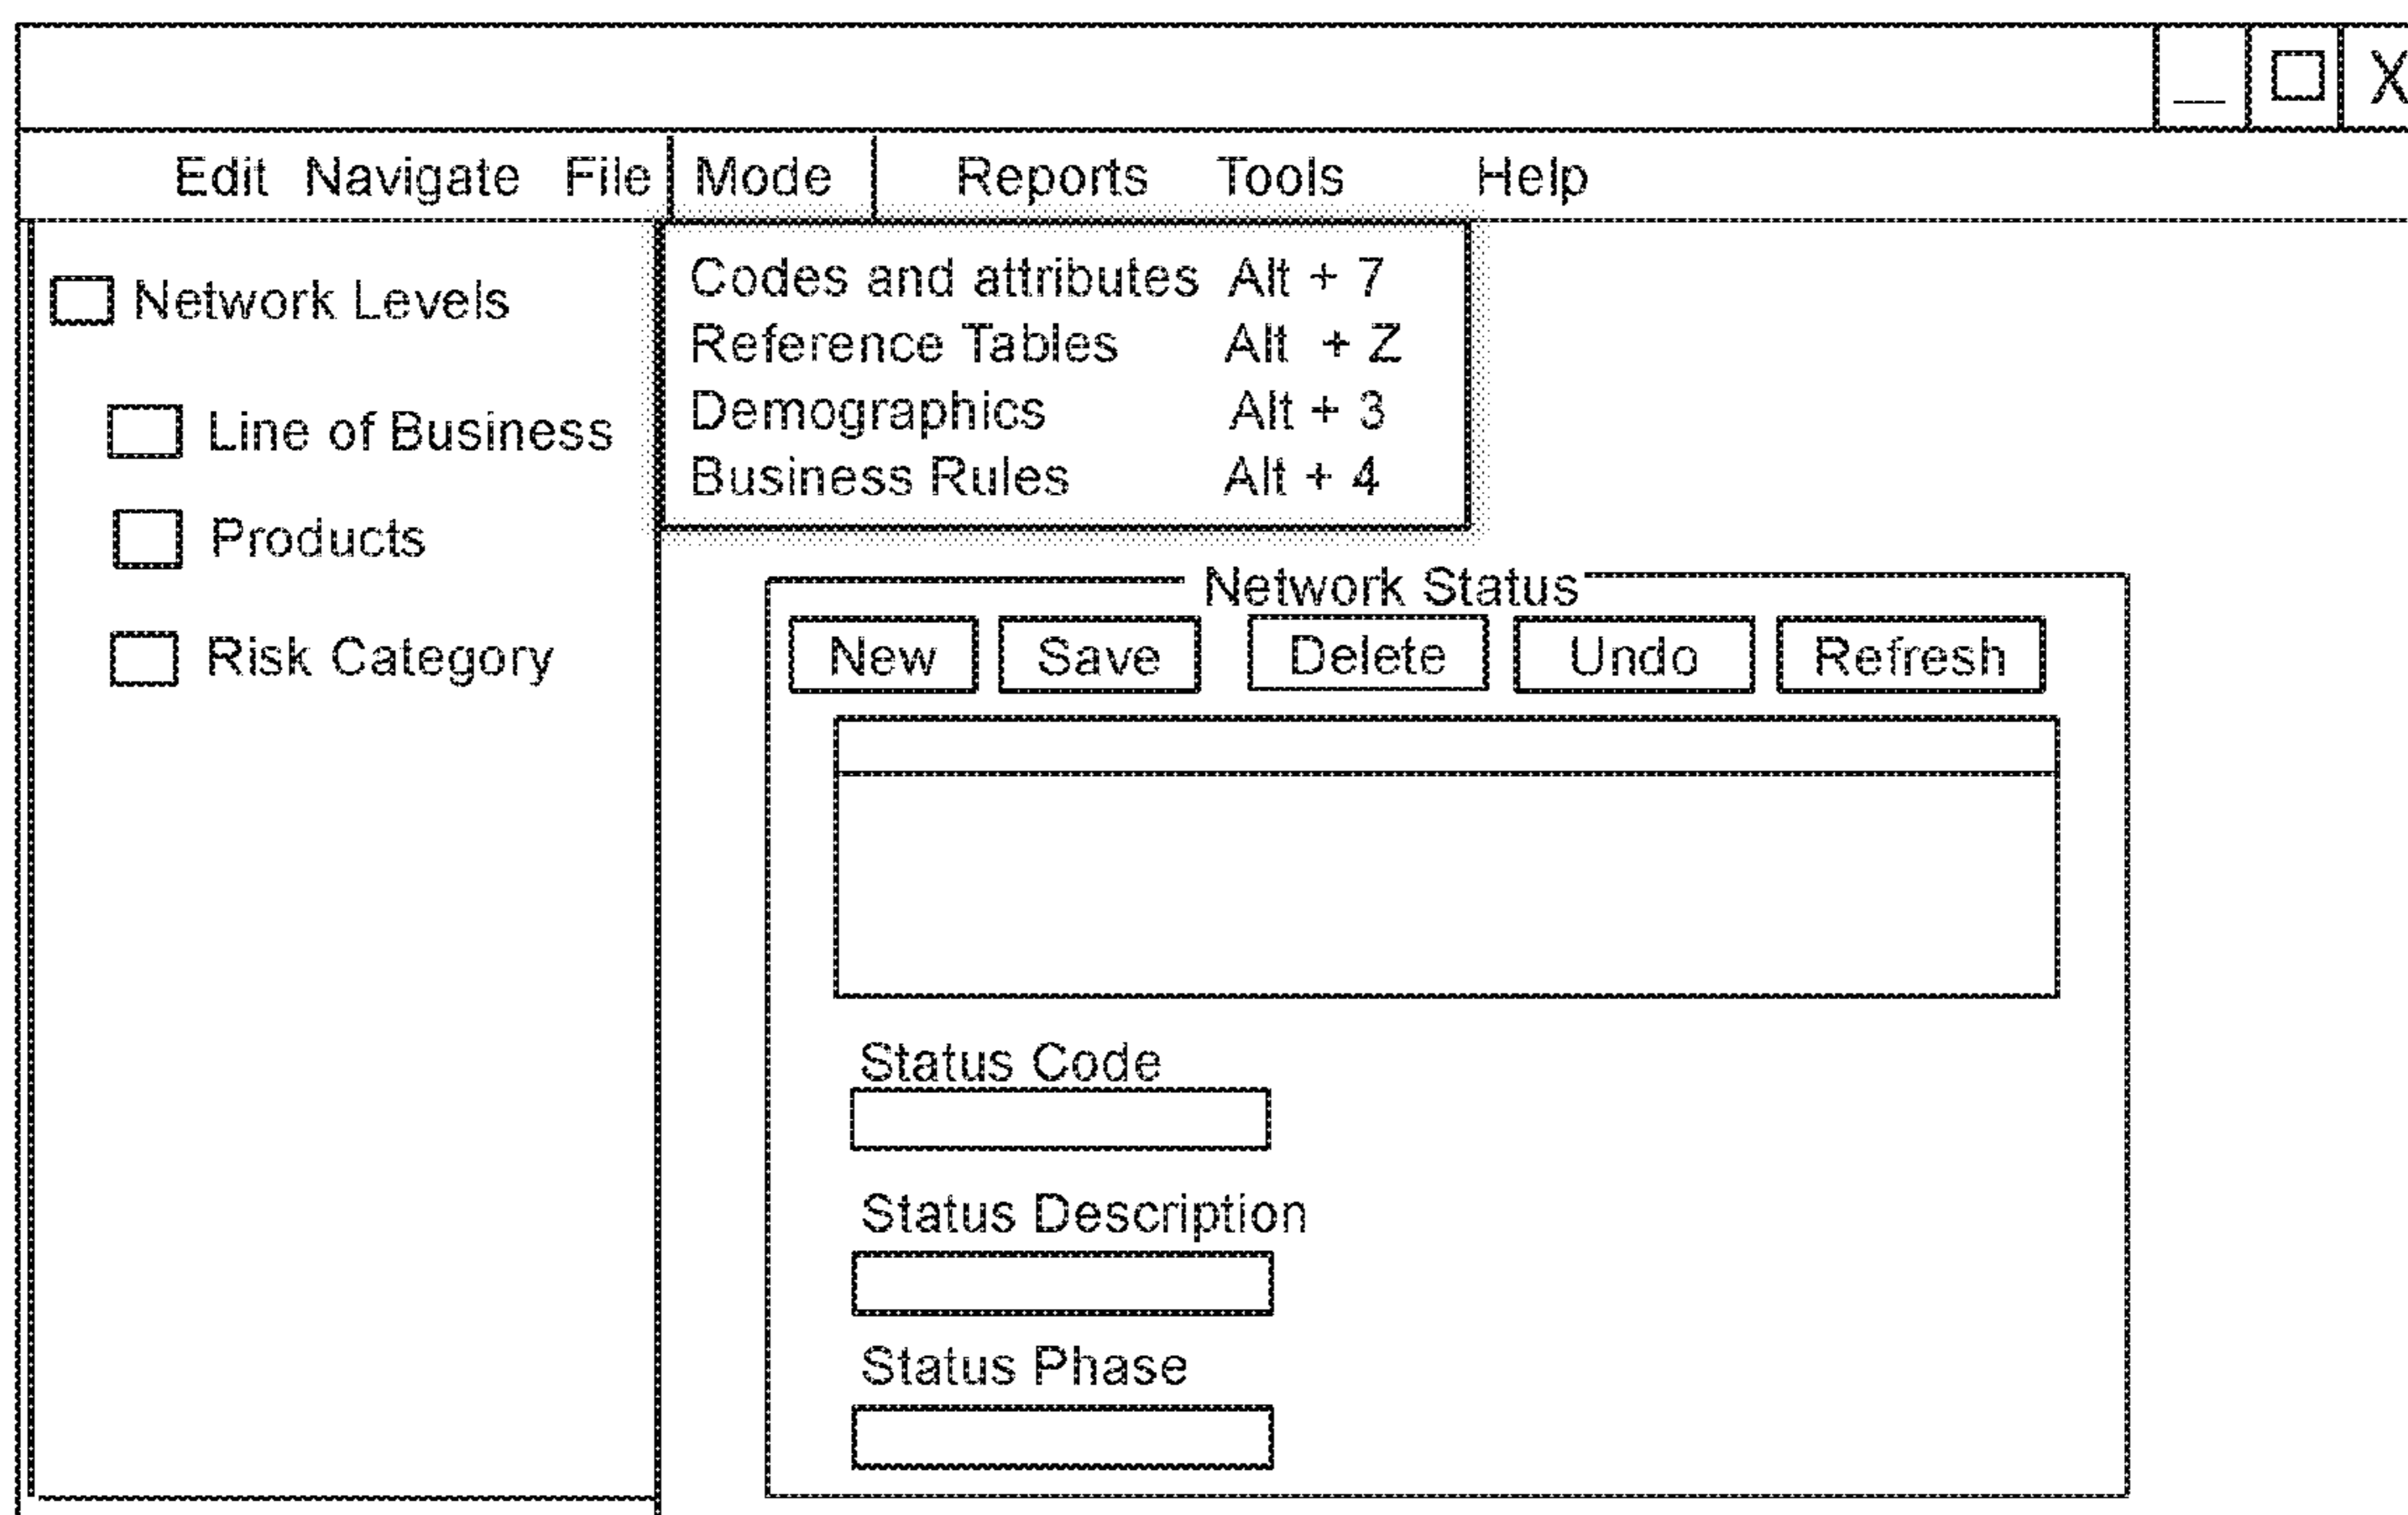 X
Edit Navigate File Mode Reports Tools Help
Network Levels
Line of Business
Products
Risk Category
Codes and attributes Alt + 7
Reference Tables Alt + Z
Demographics Alt + 3
Business Rules Alt + 4
Network Status
New Save Delete Undo Refresh
Status Code
Status Description
Status Phase